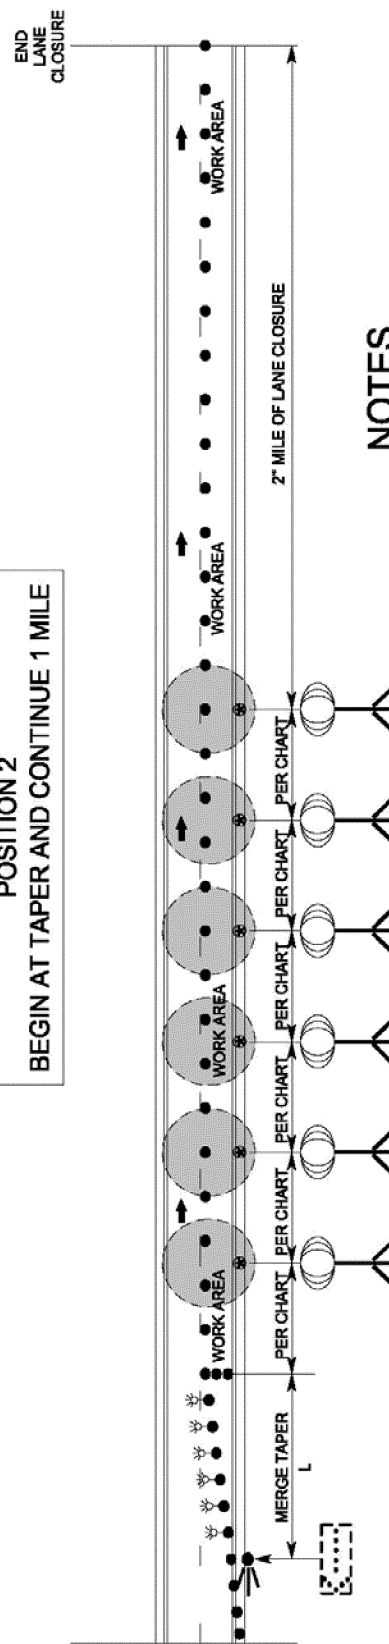 END
LANE
CLOSURE
POSITION 2
BEGIN AT TAPER AND CONTINUE 1 MILE
WORK AREA
WORK AREA
WORK AREA
WORK AREA
2" MILE OF LANE CLOSURE
PER CHART
PER CHART
PER CHART
PER CHART
PER CHART
PER CHART
MERGE TAPER
L
NOTES